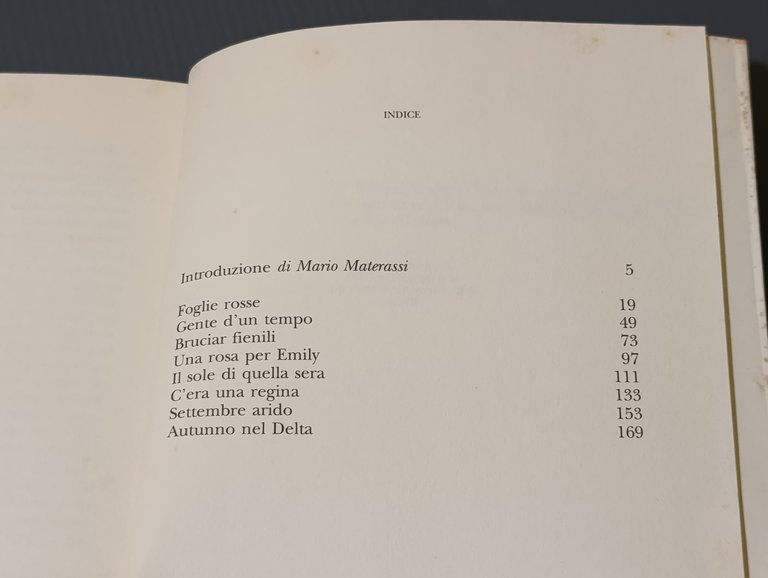 INDICE
Introduzione di Mario Materassi 5
Foglie rosse 19
Gente d'un tempo 49
Bruciar fienili 73
Una rosa per Emily 97
Il sole di quella sera 111
C'era una regina 133
Settembre arido 153
Autunno nel Delta 169